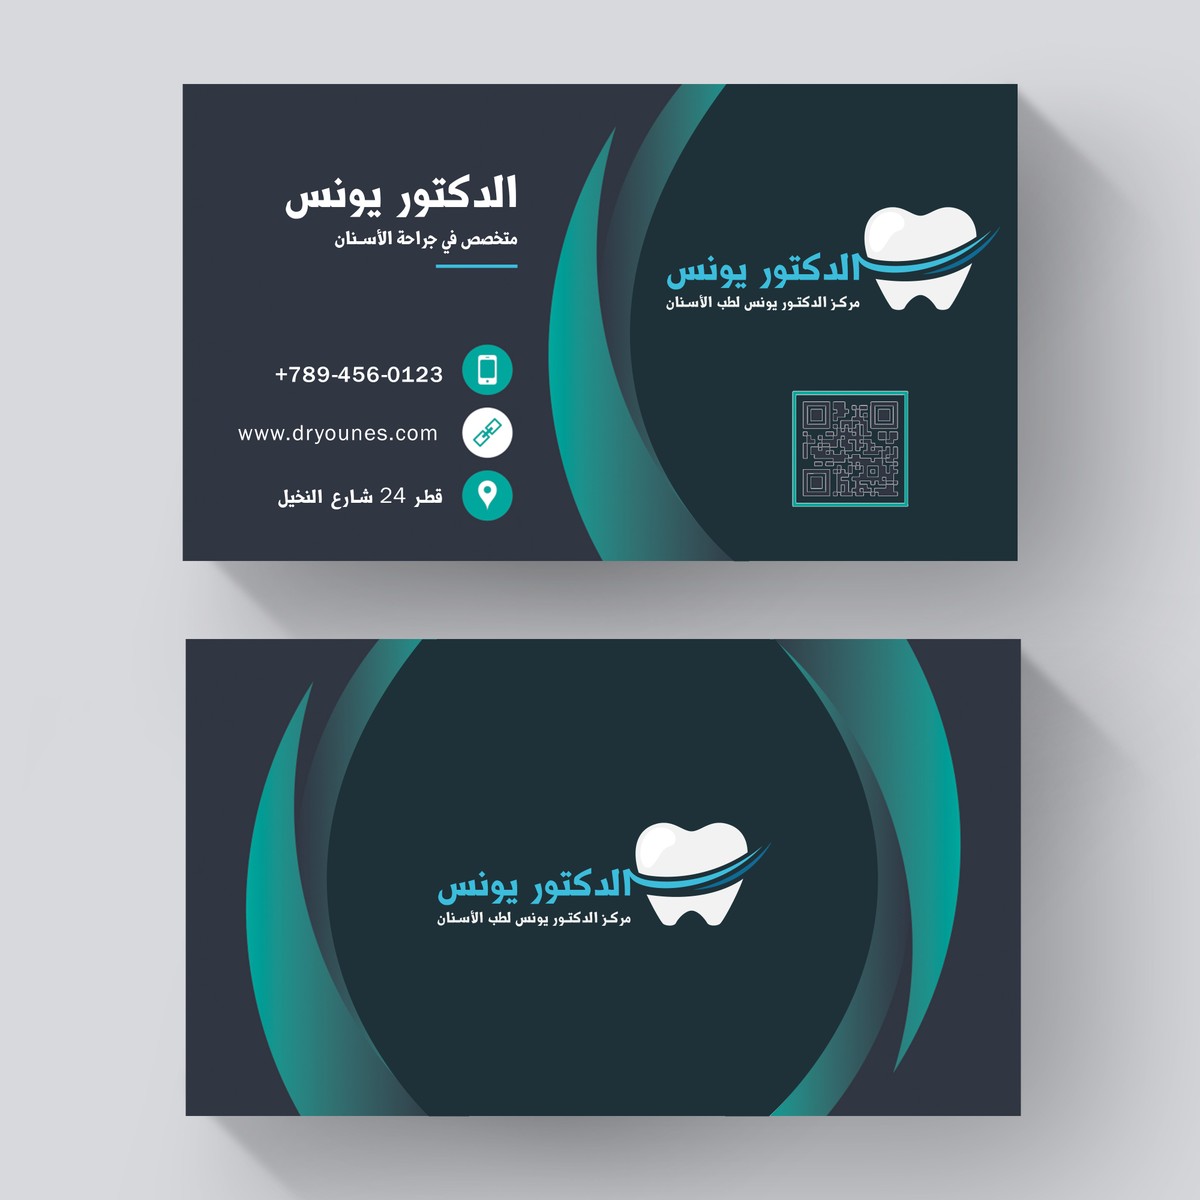 الدكتور يونس
متخصص في جراحة الأسنان
+789-456-0123
www.dryounes.com
قطر 24 شارع النخيل
الدكتور يونس
مركز الدكتور يونس لطب الأسنان
الدكتور يونس
مركز الدكتور يونس لطب الأسنان